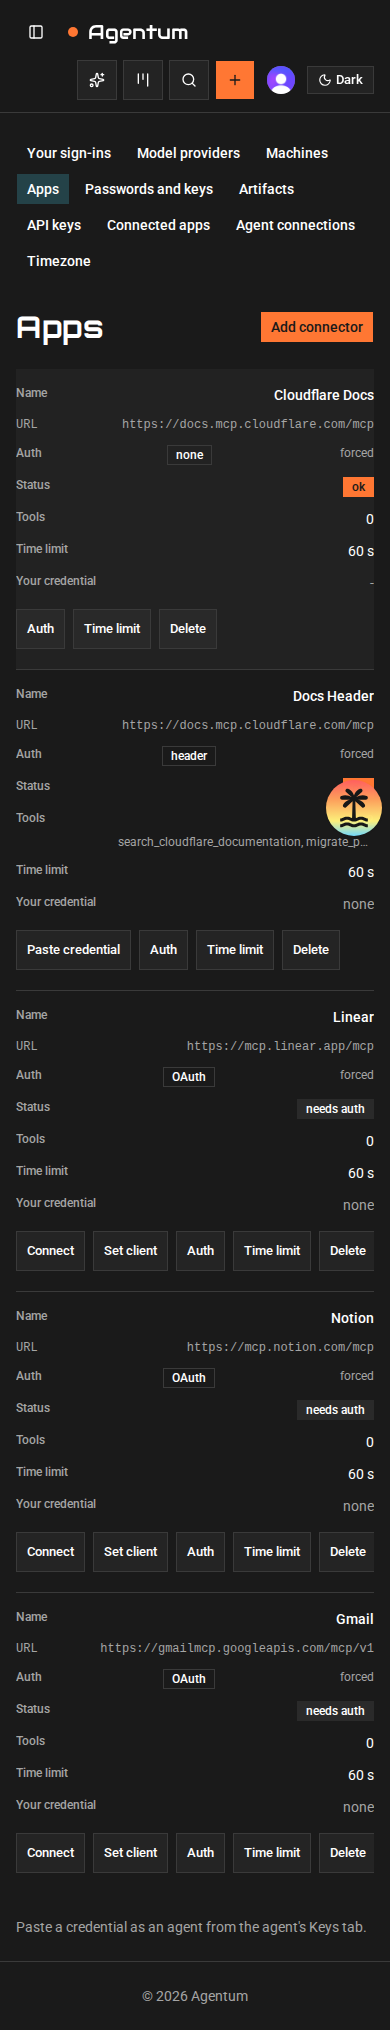 Agentum
Dark
Your sign-ins Model providers Machines
Apps Passwords and keys Artifacts
API keys Connected apps Agent connections
Timezone
Apps Add connector
Name Cloudflare Docs
URL https://docs.mcp.cloudflare.com/mcp
Auth none forced
Status ok
Tools 0
Time limit 60 s
Your credential -
Auth Time limit Delete
Name Docs Header
URL https://docs.mcp.cloudflare.com/mcp
Auth header forced
Status
Tools
search_cloudflare_documentation, migrate_p…
Time limit 60 s
Your credential none
Paste credential Auth Time limit Delete
Name Linear
URL https://mcp.linear.app/mcp
Auth OAuth forced
Status needs auth
Tools 0
Time limit 60 s
Your credential none
Connect Set client Auth Time limit Delete
Name Notion
URL https://mcp.notion.com/mcp
Auth OAuth forced
Status needs auth
Tools 0
Time limit 60 s
Your credential none
Connect Set client Auth Time limit Delete
Name Gmail
URL https://gmailmcp.googleapis.com/mcp/v1
Auth OAuth forced
Status needs auth
Tools 0
Time limit 60 s
Your credential none
Connect Set client Auth Time limit Delete
Paste a credential as an agent from the agent's Keys tab.
© 2026 Agentum